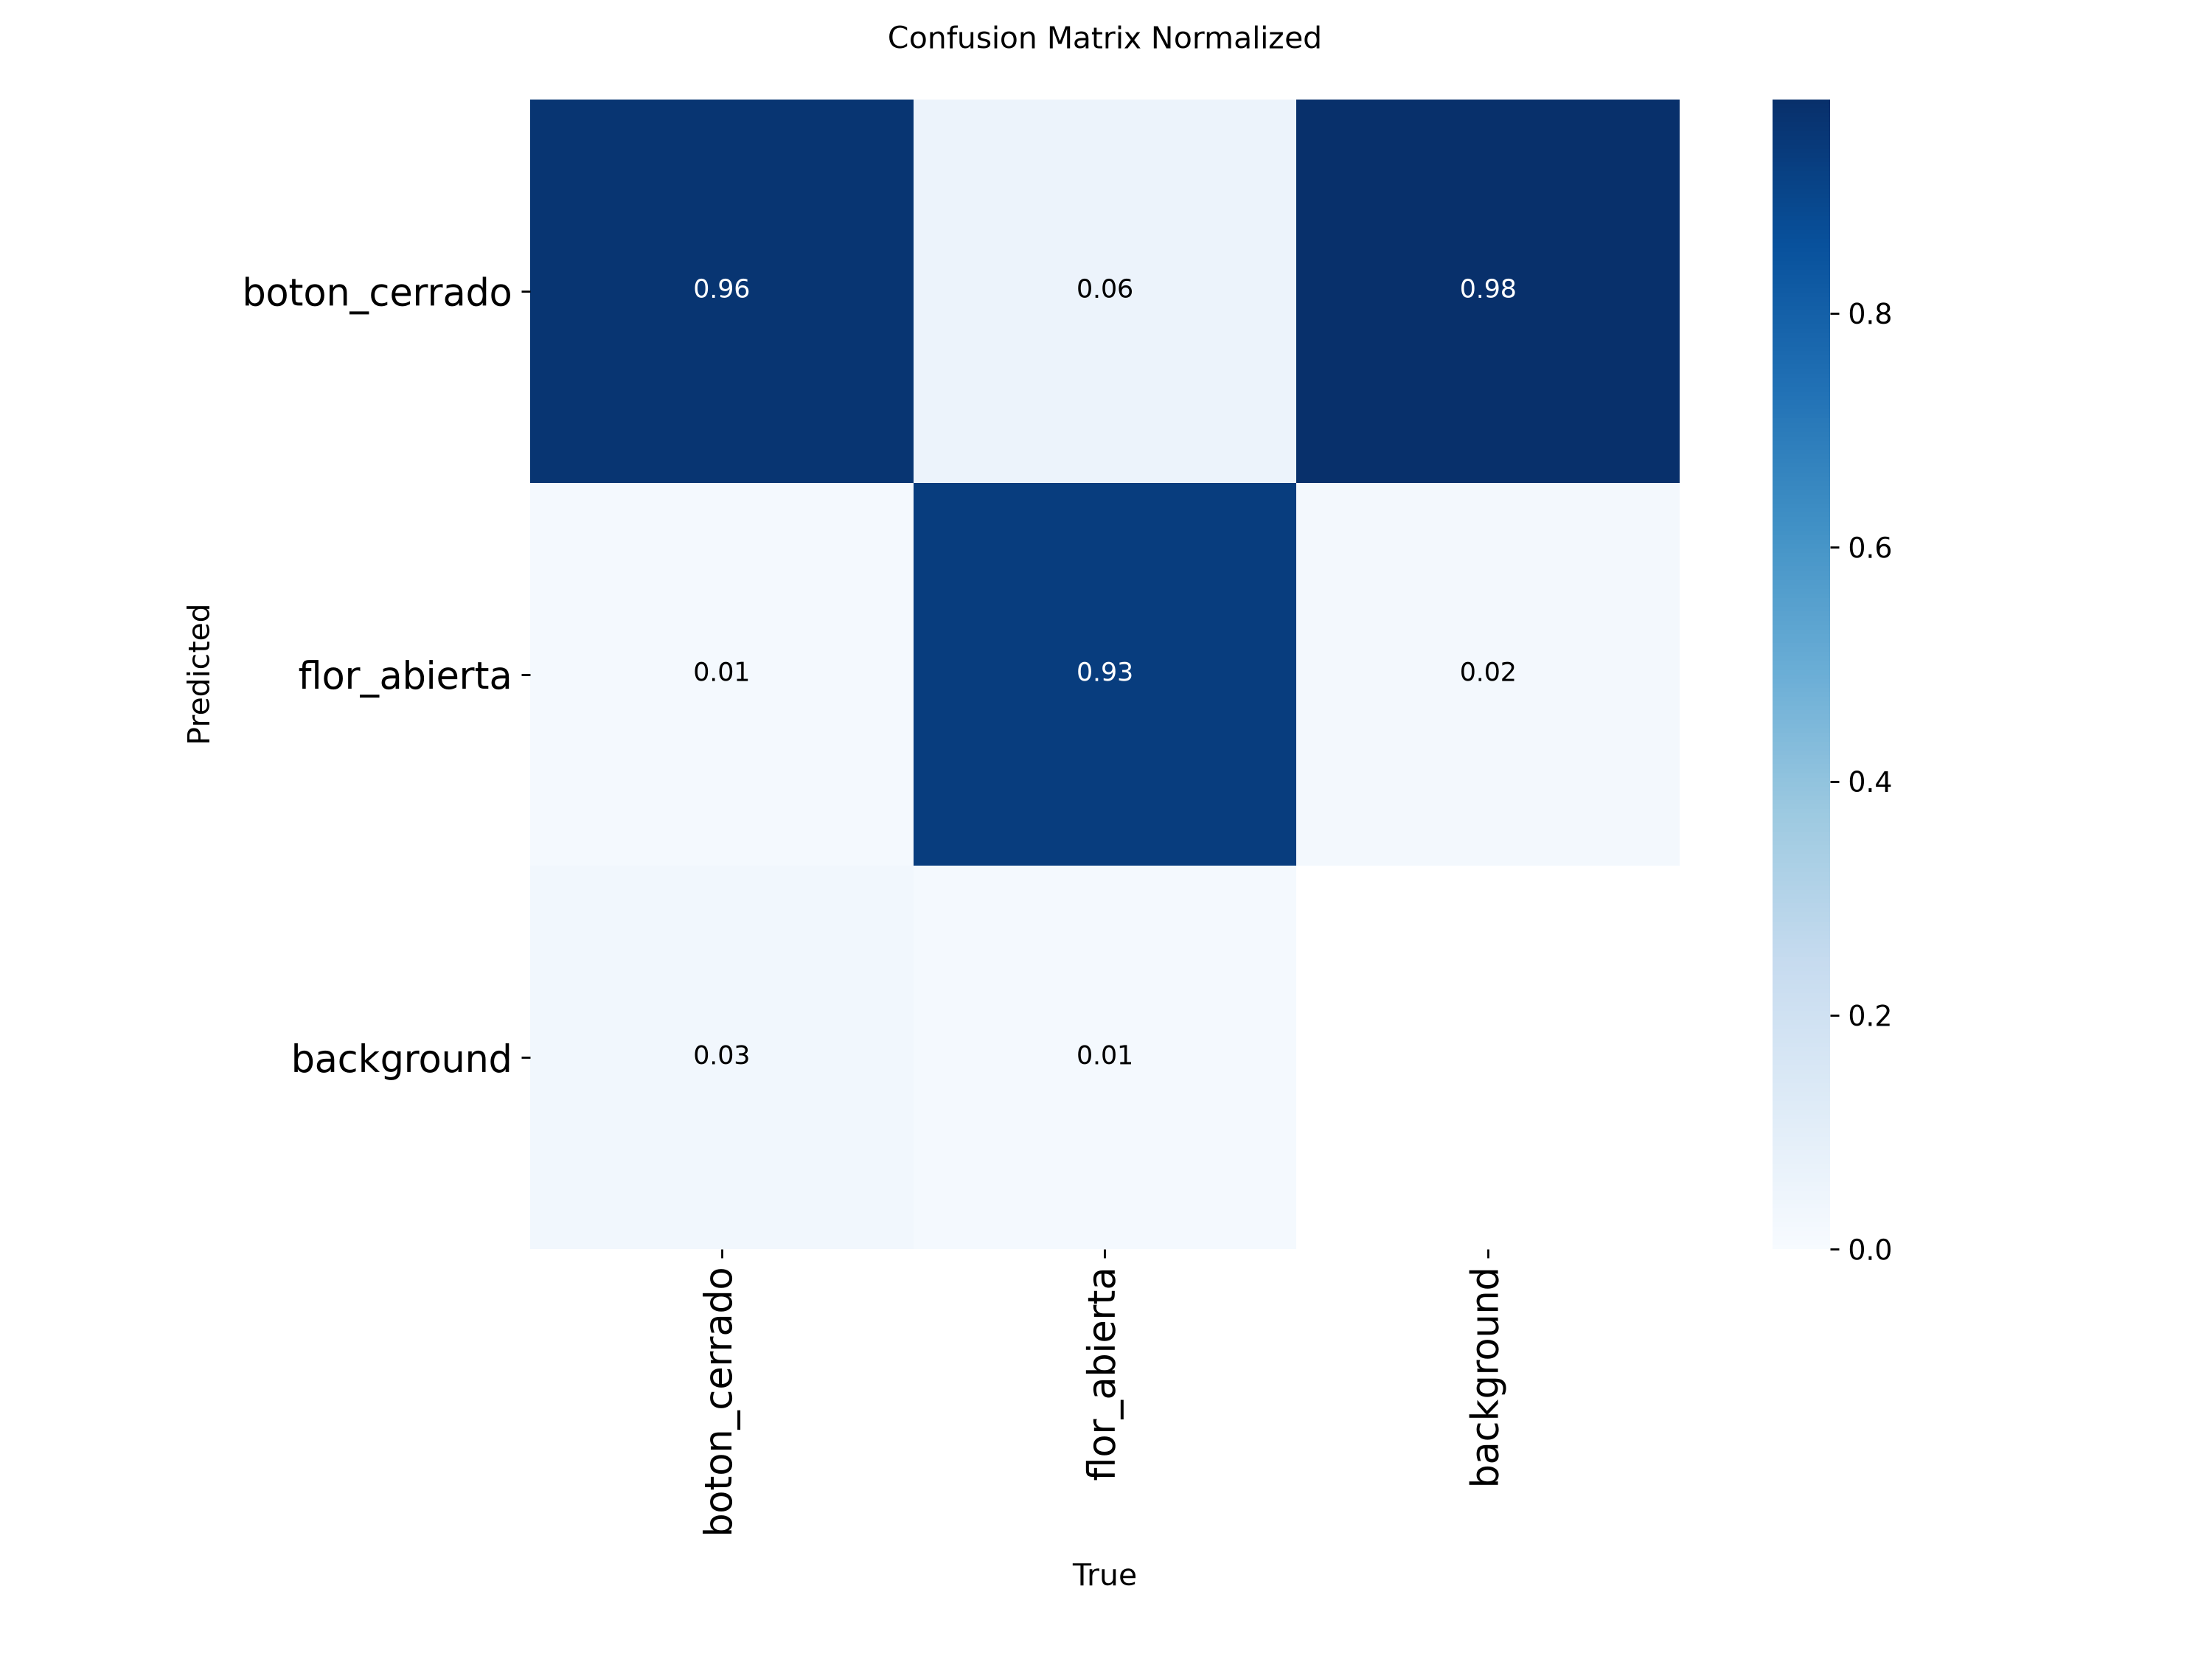 Confusion Matrix Normalized
boton_cerrado
0.96
0.06
0.98
flor_abierta
0.01
0.93
0.02
background
0.03
0.01
Predicted
boton_cerrado
flor_abierta
background
True
0.8
0.6
0.4
0.2
0.0